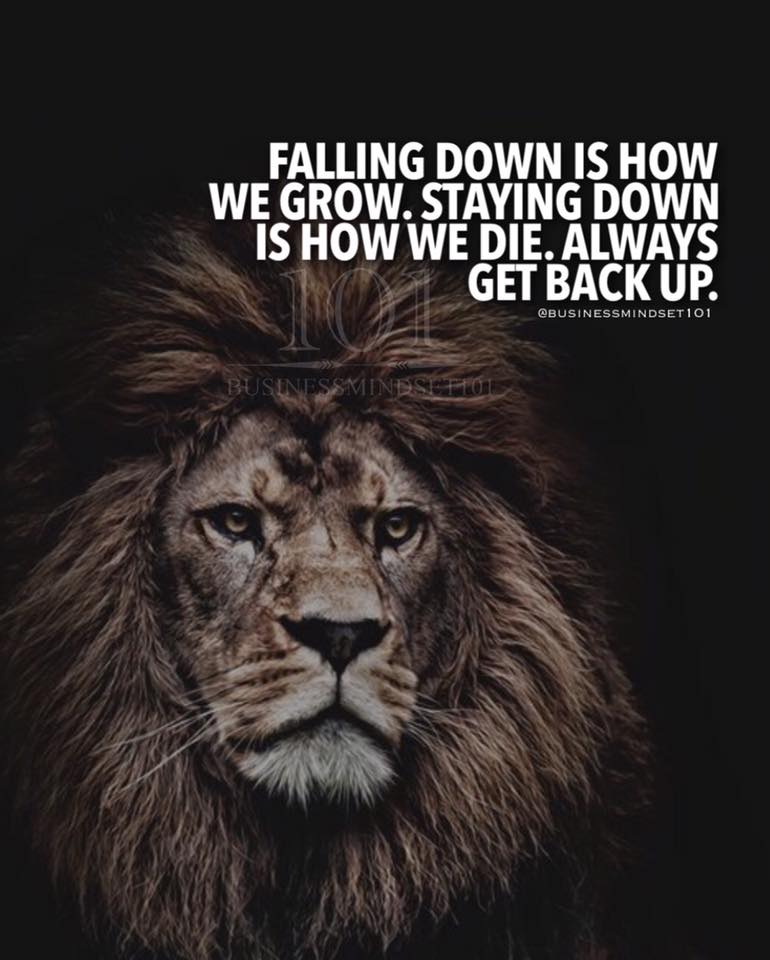 FALLING DOWN IS HOW
WE GROW. STAYING DOWN
IS HOW WE DIE. ALWAYS
GET BACK UP.
@BUSINESSMINDSET101
101
BUSINESSMINDSET101